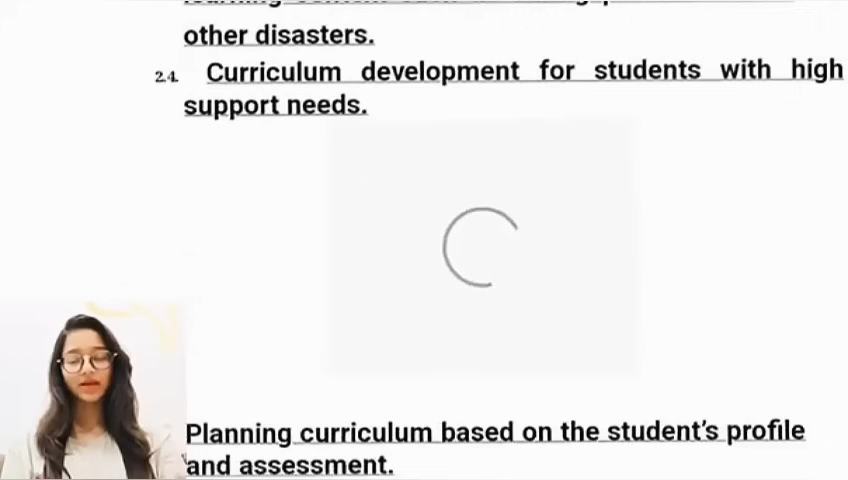 other disasters.
2.4. Curriculum development for students with high
support needs.
Planning curriculum based on the student's profile
and assessment.